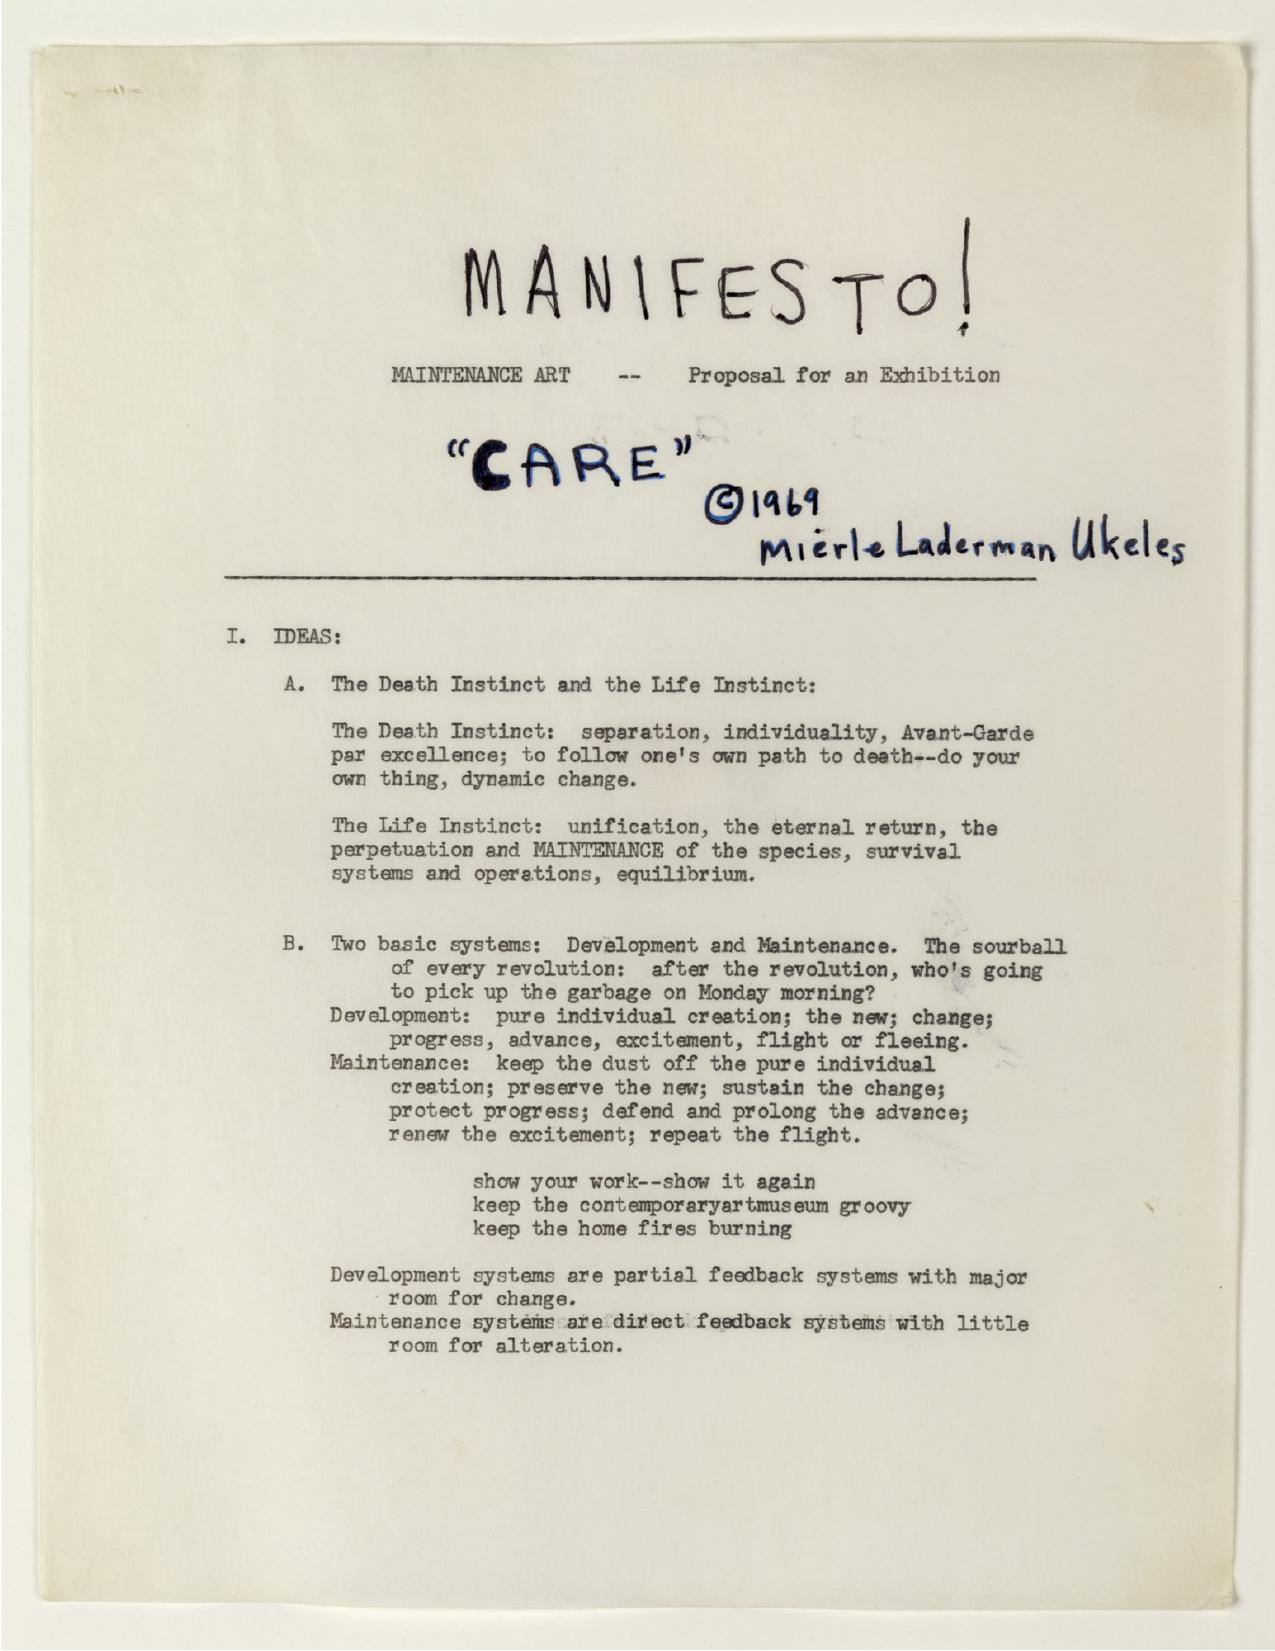 MANIFESTO!
MAINTENANCE ART -- Proposal for an Exhibition
"CARE"
©1969
Mierle Laderman Ukeles
I. IDEAS:
A. The Death Instinct and the Life Instinct:
The Death Instinct: separation, individuality, Avant-Garde
par excellence; to follow one's own path to death--do your
own thing, dynamic change.
The Life Instinct: unification, the eternal return, the
perpetuation and MAINTENANCE of the species, survival
systems and operations, equilibrium.
B. Two basic systems: Development and Maintenance. The sourball
of every revolution: after the revolution, who's going
to pick up the garbage on Monday morning?
Development: pure individual creation; the new; change;
progress, advance, excitement, flight or fleeing.
Maintenance: keep the dust off the pure individual
creation; preserve the new; sustain the change;
protect progress; defend and prolong the advance;
renew the excitement; repeat the flight.
show your work--show it again
keep the contemporaryartmuseum groovy
keep the home fires burning
Development systems are partial feedback systems with major
room for change.
Maintenance systems are direct feedback systems with little
room for alteration.